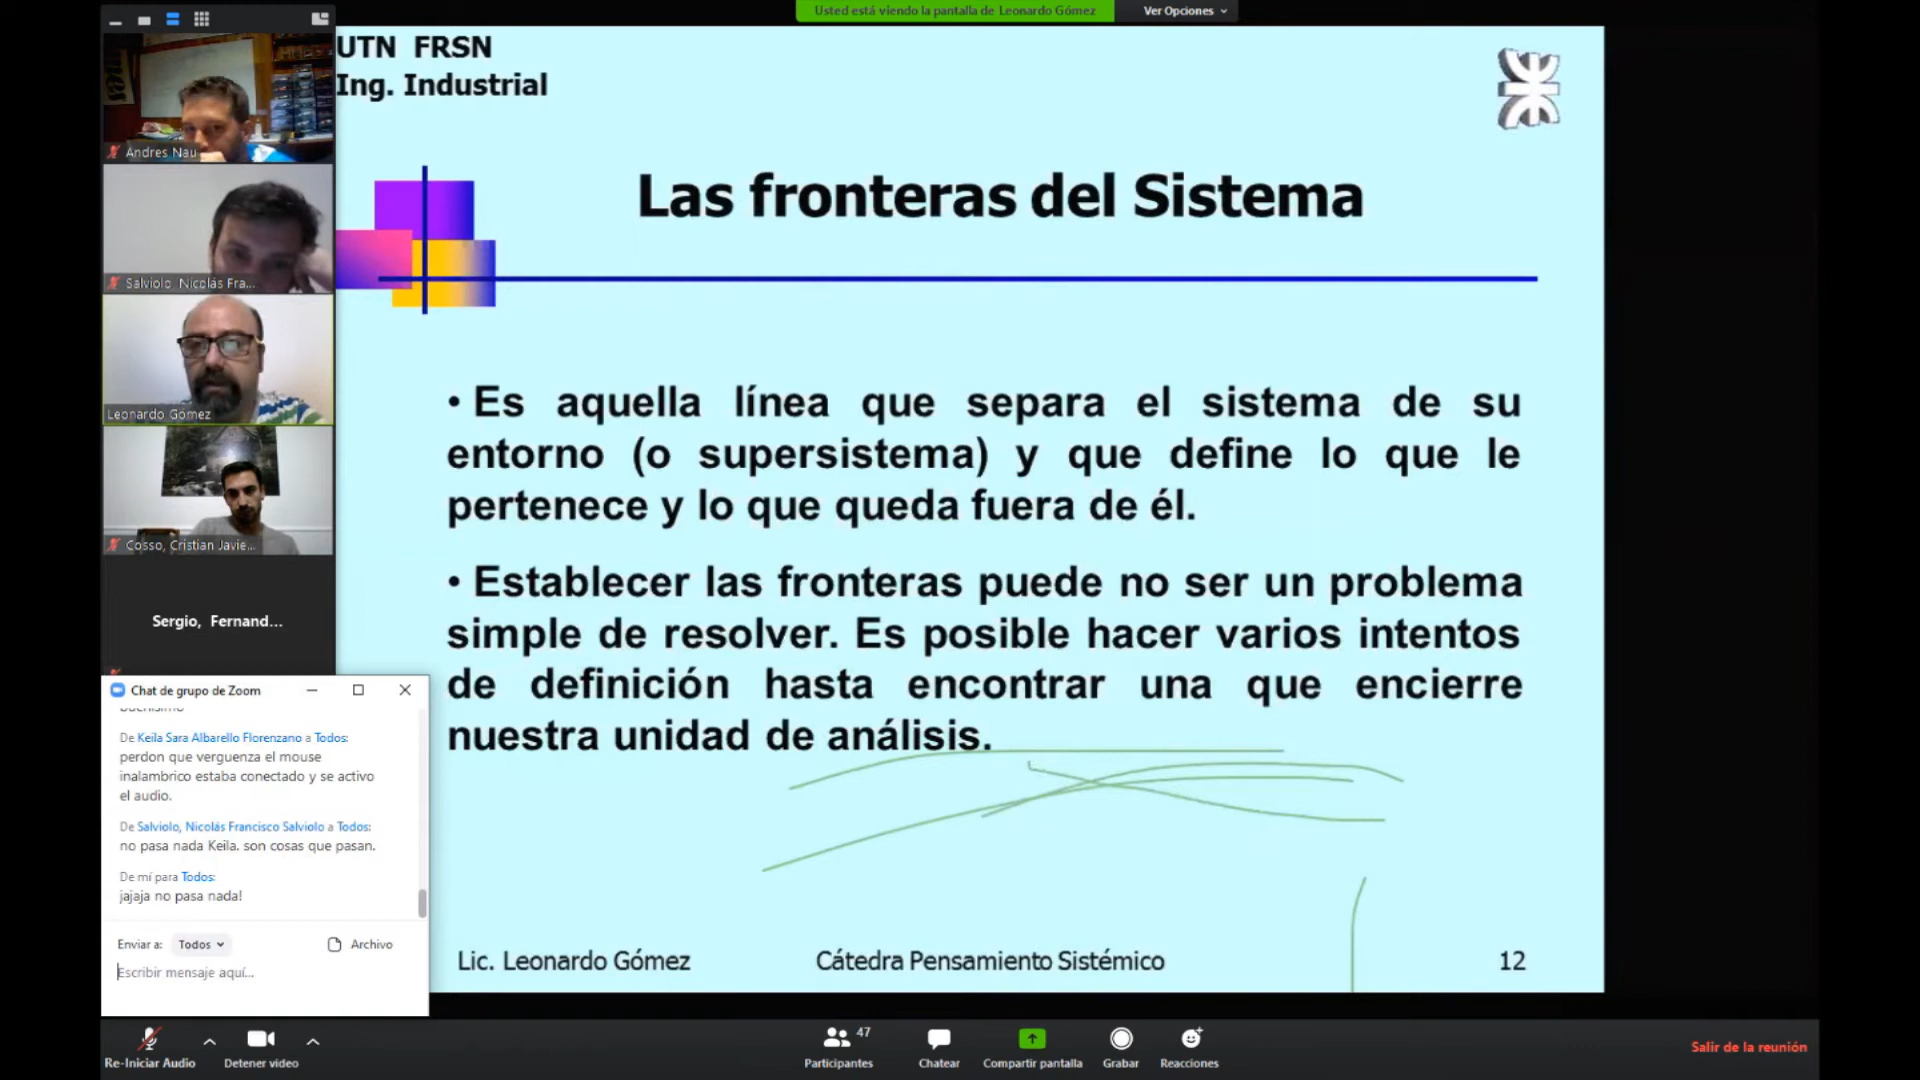 Usted está viendo la pantalla de Leonardo Gómez
Ver Opciones
UTN FRSN
Ing. Industrial
Las fronteras del Sistema
• Es aquella línea que separa el sistema de su
entorno (o supersistema) y que define lo que le
pertenece y lo que queda fuera de él.
• Establecer las fronteras puede no ser un problema
simple de resolver. Es posible hacer varios intentos
de definición hasta encontrar una que encierre
nuestra unidad de análisis.
Lic. Leonardo Gómez
Cátedra Pensamiento Sistémico
12
Andres Nau
Salviolo, Nicolás Fra...
Leonardo Gómez
Cosso, Cristian Javie...
Sergio, Fernand...
Chat de grupo de Zoom
De Keila Sara Albarello Florenzano a Todos:
perdon que verguenza el mouse
inalambrico estaba conectado y se activo
el audio.
De Salviolo, Nicolás Francisco Salviolo a Todos:
no pasa nada Keila. son cosas que pasan.
De mí para Todos:
jajaja no pasa nada!
Enviar a: Todos
Archivo
Escribir mensaje aquí...
Re-Iniciar Audio
Detener video
47
Participantes
Chatear
Compartir pantalla
Grabar
Reacciones
Salir de la reunión